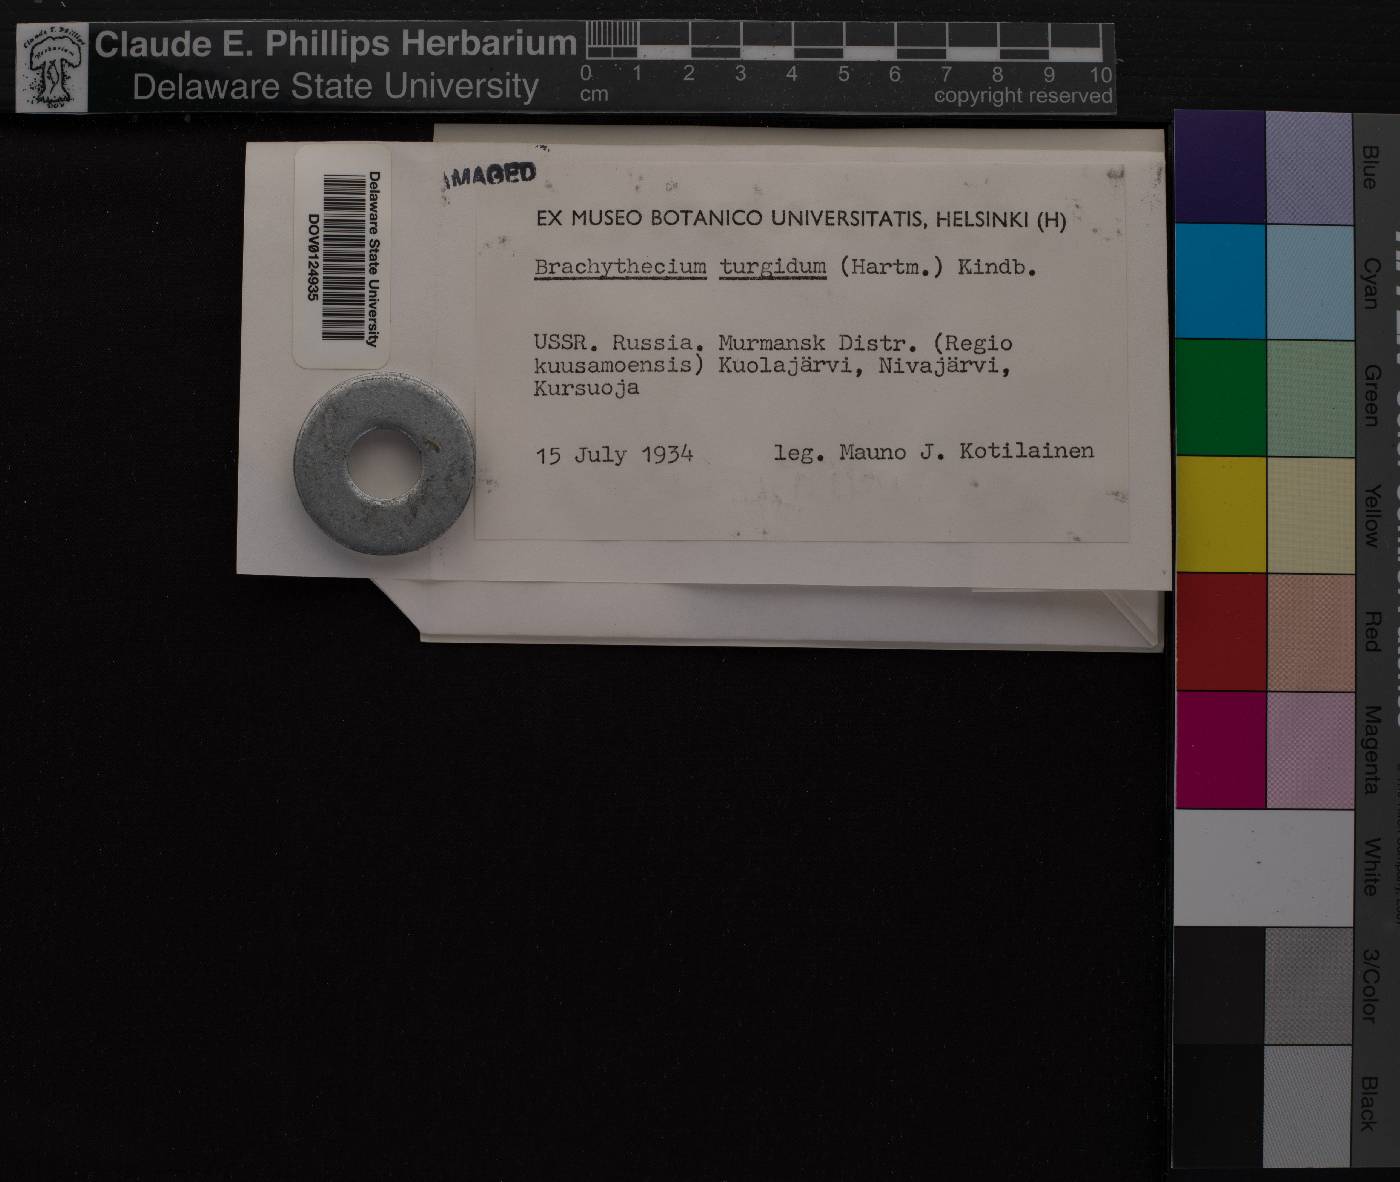 Claude E. Phillips Herbarium
Delaware State University
0 1 2 3 4 5 6 7 8 9 10
cm
copyright reserved
Delaware State University
DOV0124935
IMAGED
EX MUSEO BOTANICO UNIVERSITATIS, HELSINKI (H)
Brachythecium turgidum (Hartm.) Kindb.
USSR. Russia. Murmansk Distr. (Regio
kuusamoensis) Kuolajärvi, Nivajärvi,
Kursuoja
15 July 1934 leg. Mauno J. Kotilainen
Blue
Cyan
Green
Yellow
Red
Magenta
White
3/Color
Black